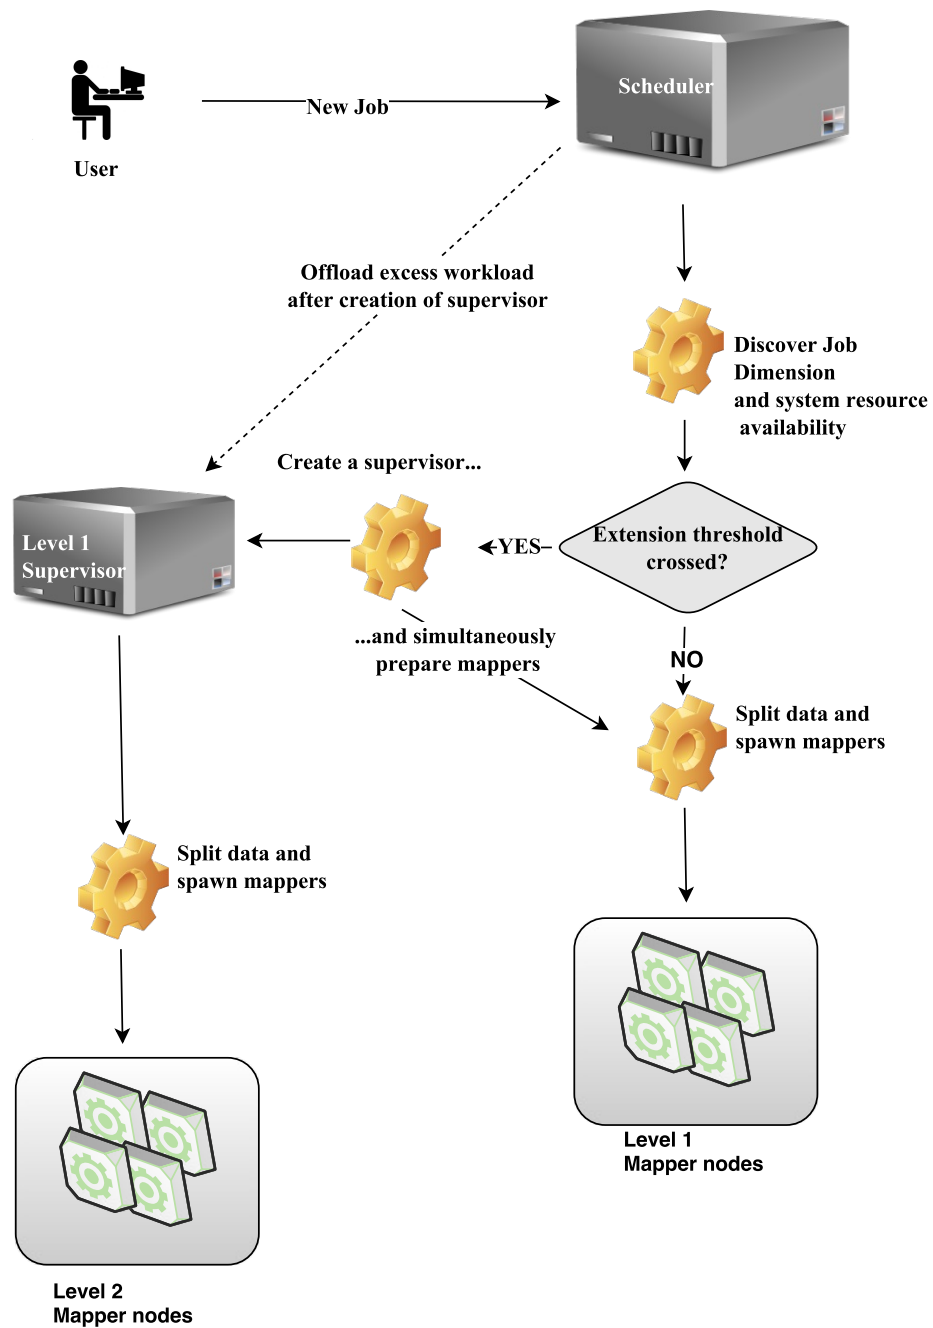 Scheduler
New Job
User
Offload excess workload
after creation of supervisor
Discover Job
Dimension
and system resource
availability
Create a supervisor...
Extension threshold
crossed?
YES
Level 1
Supervisor
...and simultaneously
prepare mappers
NO
Split data and
spawn mappers
Split data and
spawn mappers
Level 1
Mapper nodes
Level 2
Mapper nodes